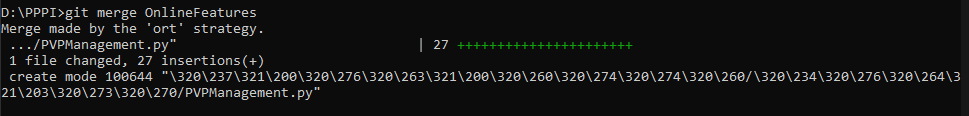 D:\PPPI>git merge OnlineFeatures
Merge made by the 'ort' strategy.
 .../PVPManagement.py"                              | 27 +++++++++++++++++++++++
 1 file changed, 27 insertions(+)
 create mode 100644 "\320\237\321\200\320\276\320\263\321\200\320\260\320\274\320\274\320\260/\320\234\320\276\320\264\3
21\203\320\273\320\270/PVPManagement.py"